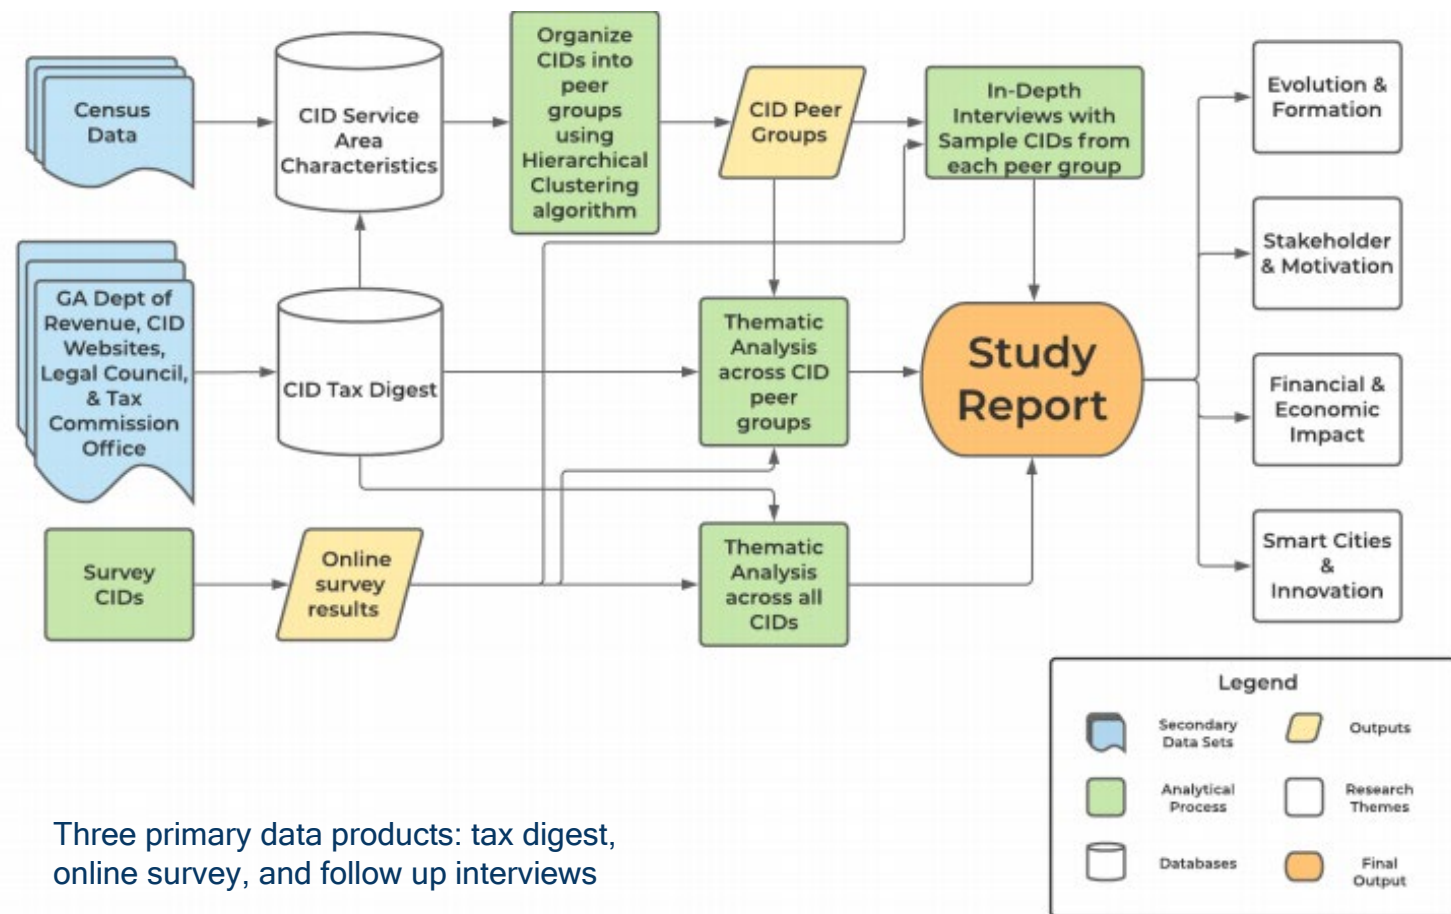 Census
Data
CID Service
Area
Characteristics
Organize
CIDs into
peer
groups
using
Hierarchical
Clustering
algorithm
CID Peer
Groups
In-Depth
Interviews with
Sample CIDs from
each peer group
Evolution &
Formation
Stakeholder
& Motivation
GA Dept of
Revenue, CID
Websites,
Legal Council,
& Tax
Commission
Office
CID Tax Digest
Thematic
Analysis
across CID
peer
groups
Study
Report
Financial &
Economic
Impact
Survey
CIDs
Online
survey
results
Thematic
Analysis
across all
CIDs
Smart Cities
&
Innovation
Legend
Secondary
Data Sets
Outputs
Analytical
Process
Research
Themes
Databases
Final
Output
Three primary data products: tax digest,
online survey, and follow up interviews